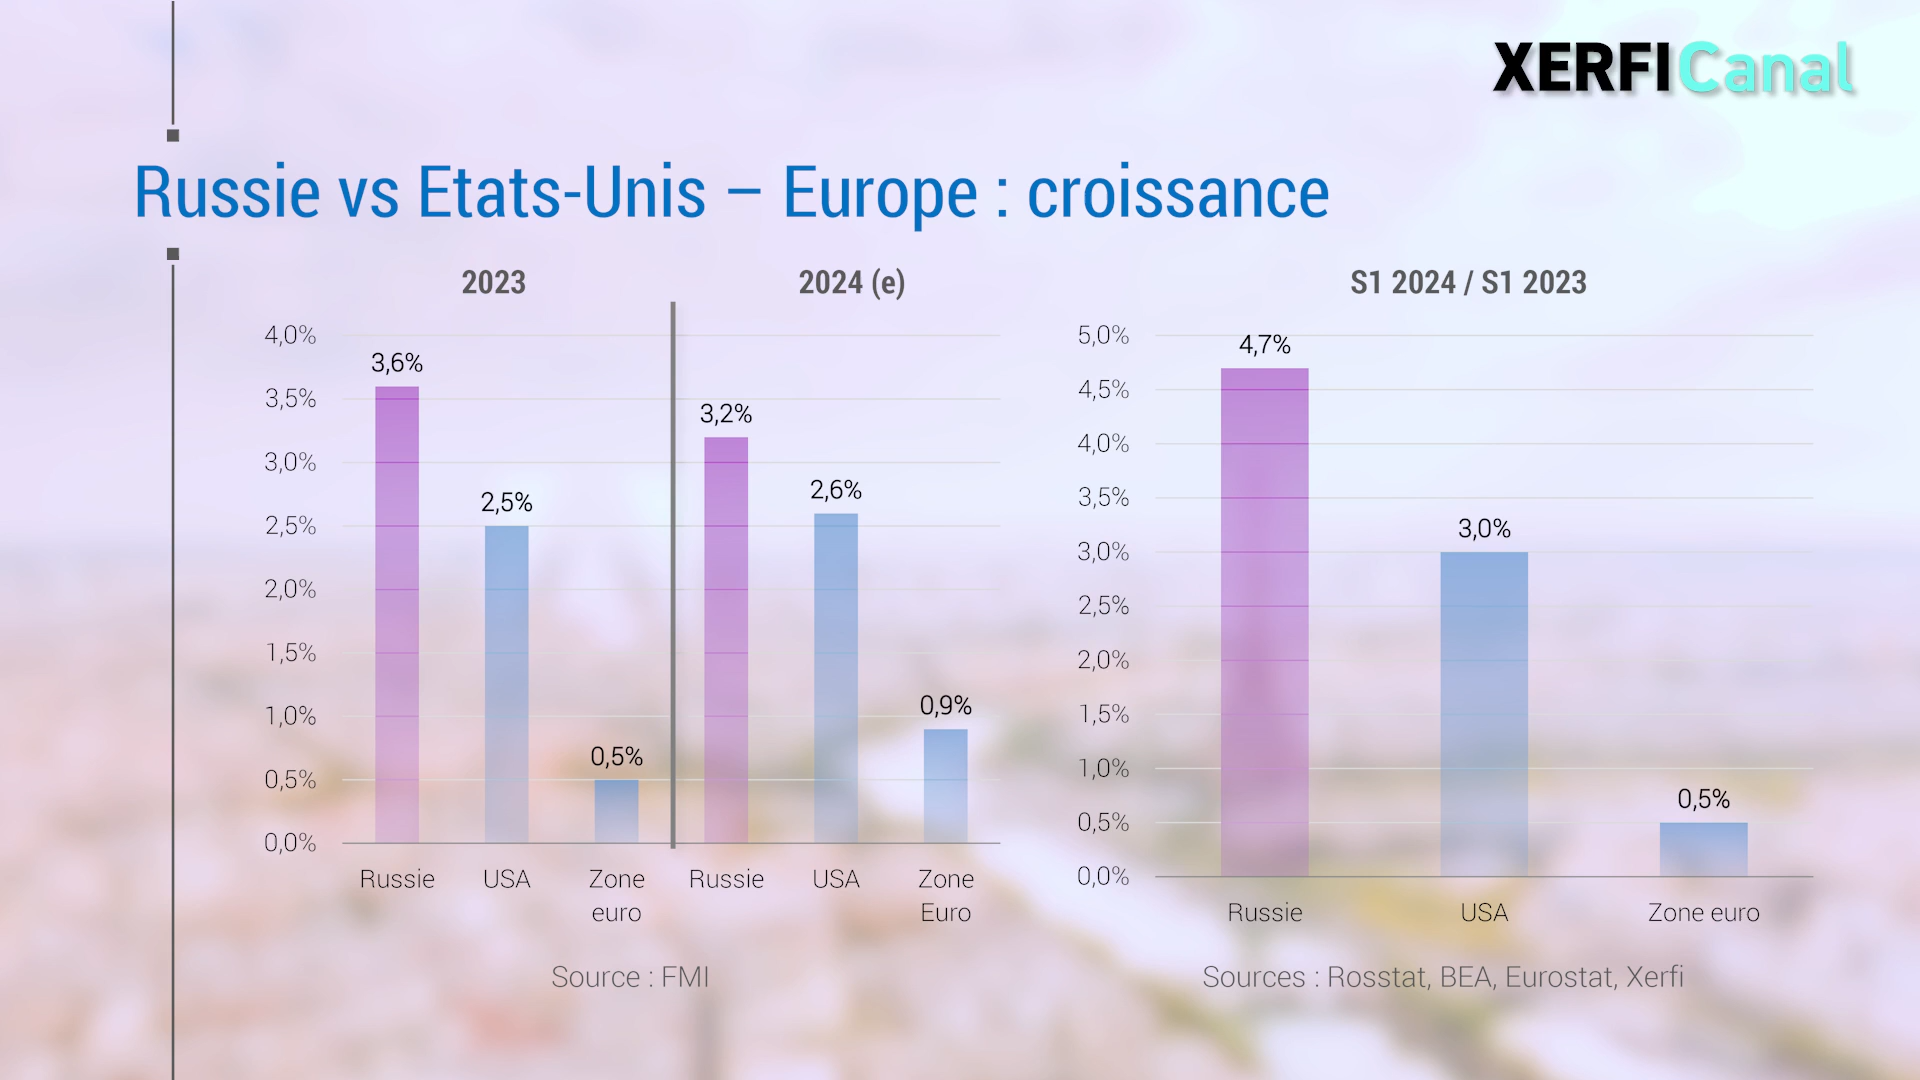 XERFI Canal
Russie vs Etats-Unis – Europe : croissance
2023
2024 (e)
4,0%
3,5%
3,0%
2,5%
2,0%
1,5%
1,0%
0,5%
0,0%
3,6%
2,5%
0,5%
3,2%
2,6%
0,9%
Russie
USA
Zone
euro
Russie
USA
Zone
Euro
Source : FMI
S1 2024 / S1 2023
5,0%
4,5%
4,0%
3,5%
3,0%
2,5%
2,0%
1,5%
1,0%
0,5%
0,0%
4,7%
3,0%
0,5%
Russie
USA
Zone euro
Sources : Rosstat, BEA, Eurostat, Xerfi